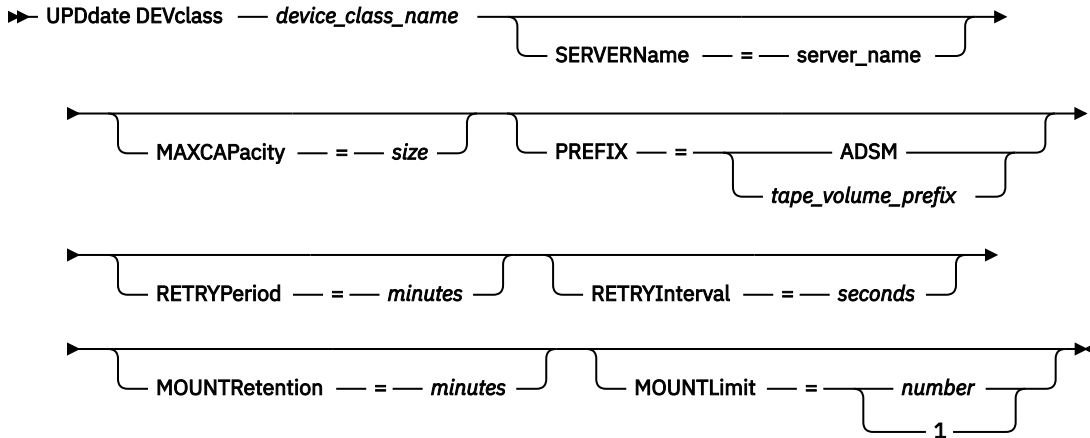 UPDdate DEVclass — device_class_name
SERVERName — = — server_name
MAXCAPacity — = — size
PREFIX — = — ADSM
tape_volume_prefix
RETRYPeriod — = — minutes
RETRYInterval — = — seconds
MOUNTRetention — = — minutes
MOUNTLimit — = — number
1